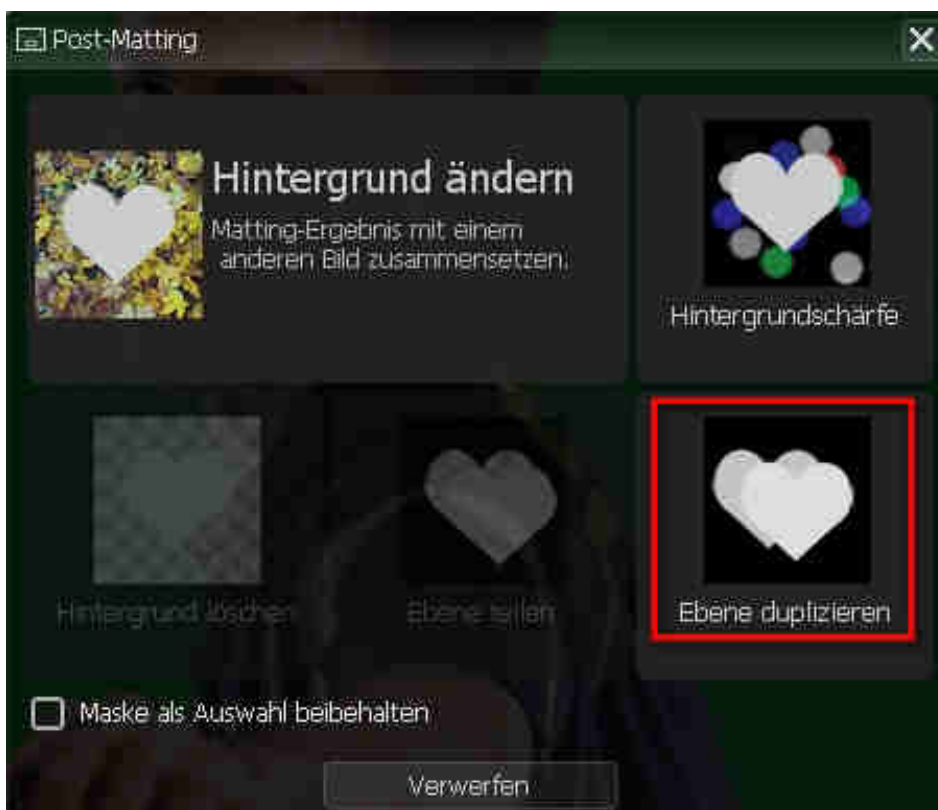 Post-Matting
Hintergrund ändern
Matting-Ergebnis mit einem
anderen Bild zusammensetzen.
Hintergrundschärfe
Hintergrund löschen
Ebene teilen
Ebene duplizieren
Maske als Auswahl beibehalten
Verwerfen